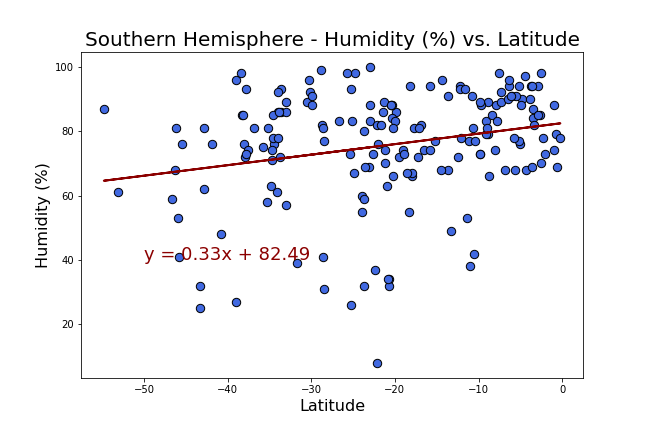 Southern Hemisphere - Humidity (%) vs. Latitude
100
80
60
40
20
Humidity (%)
y = 0.33x + 82.49
−50
−40
−30
−20
−10
0
Latitude